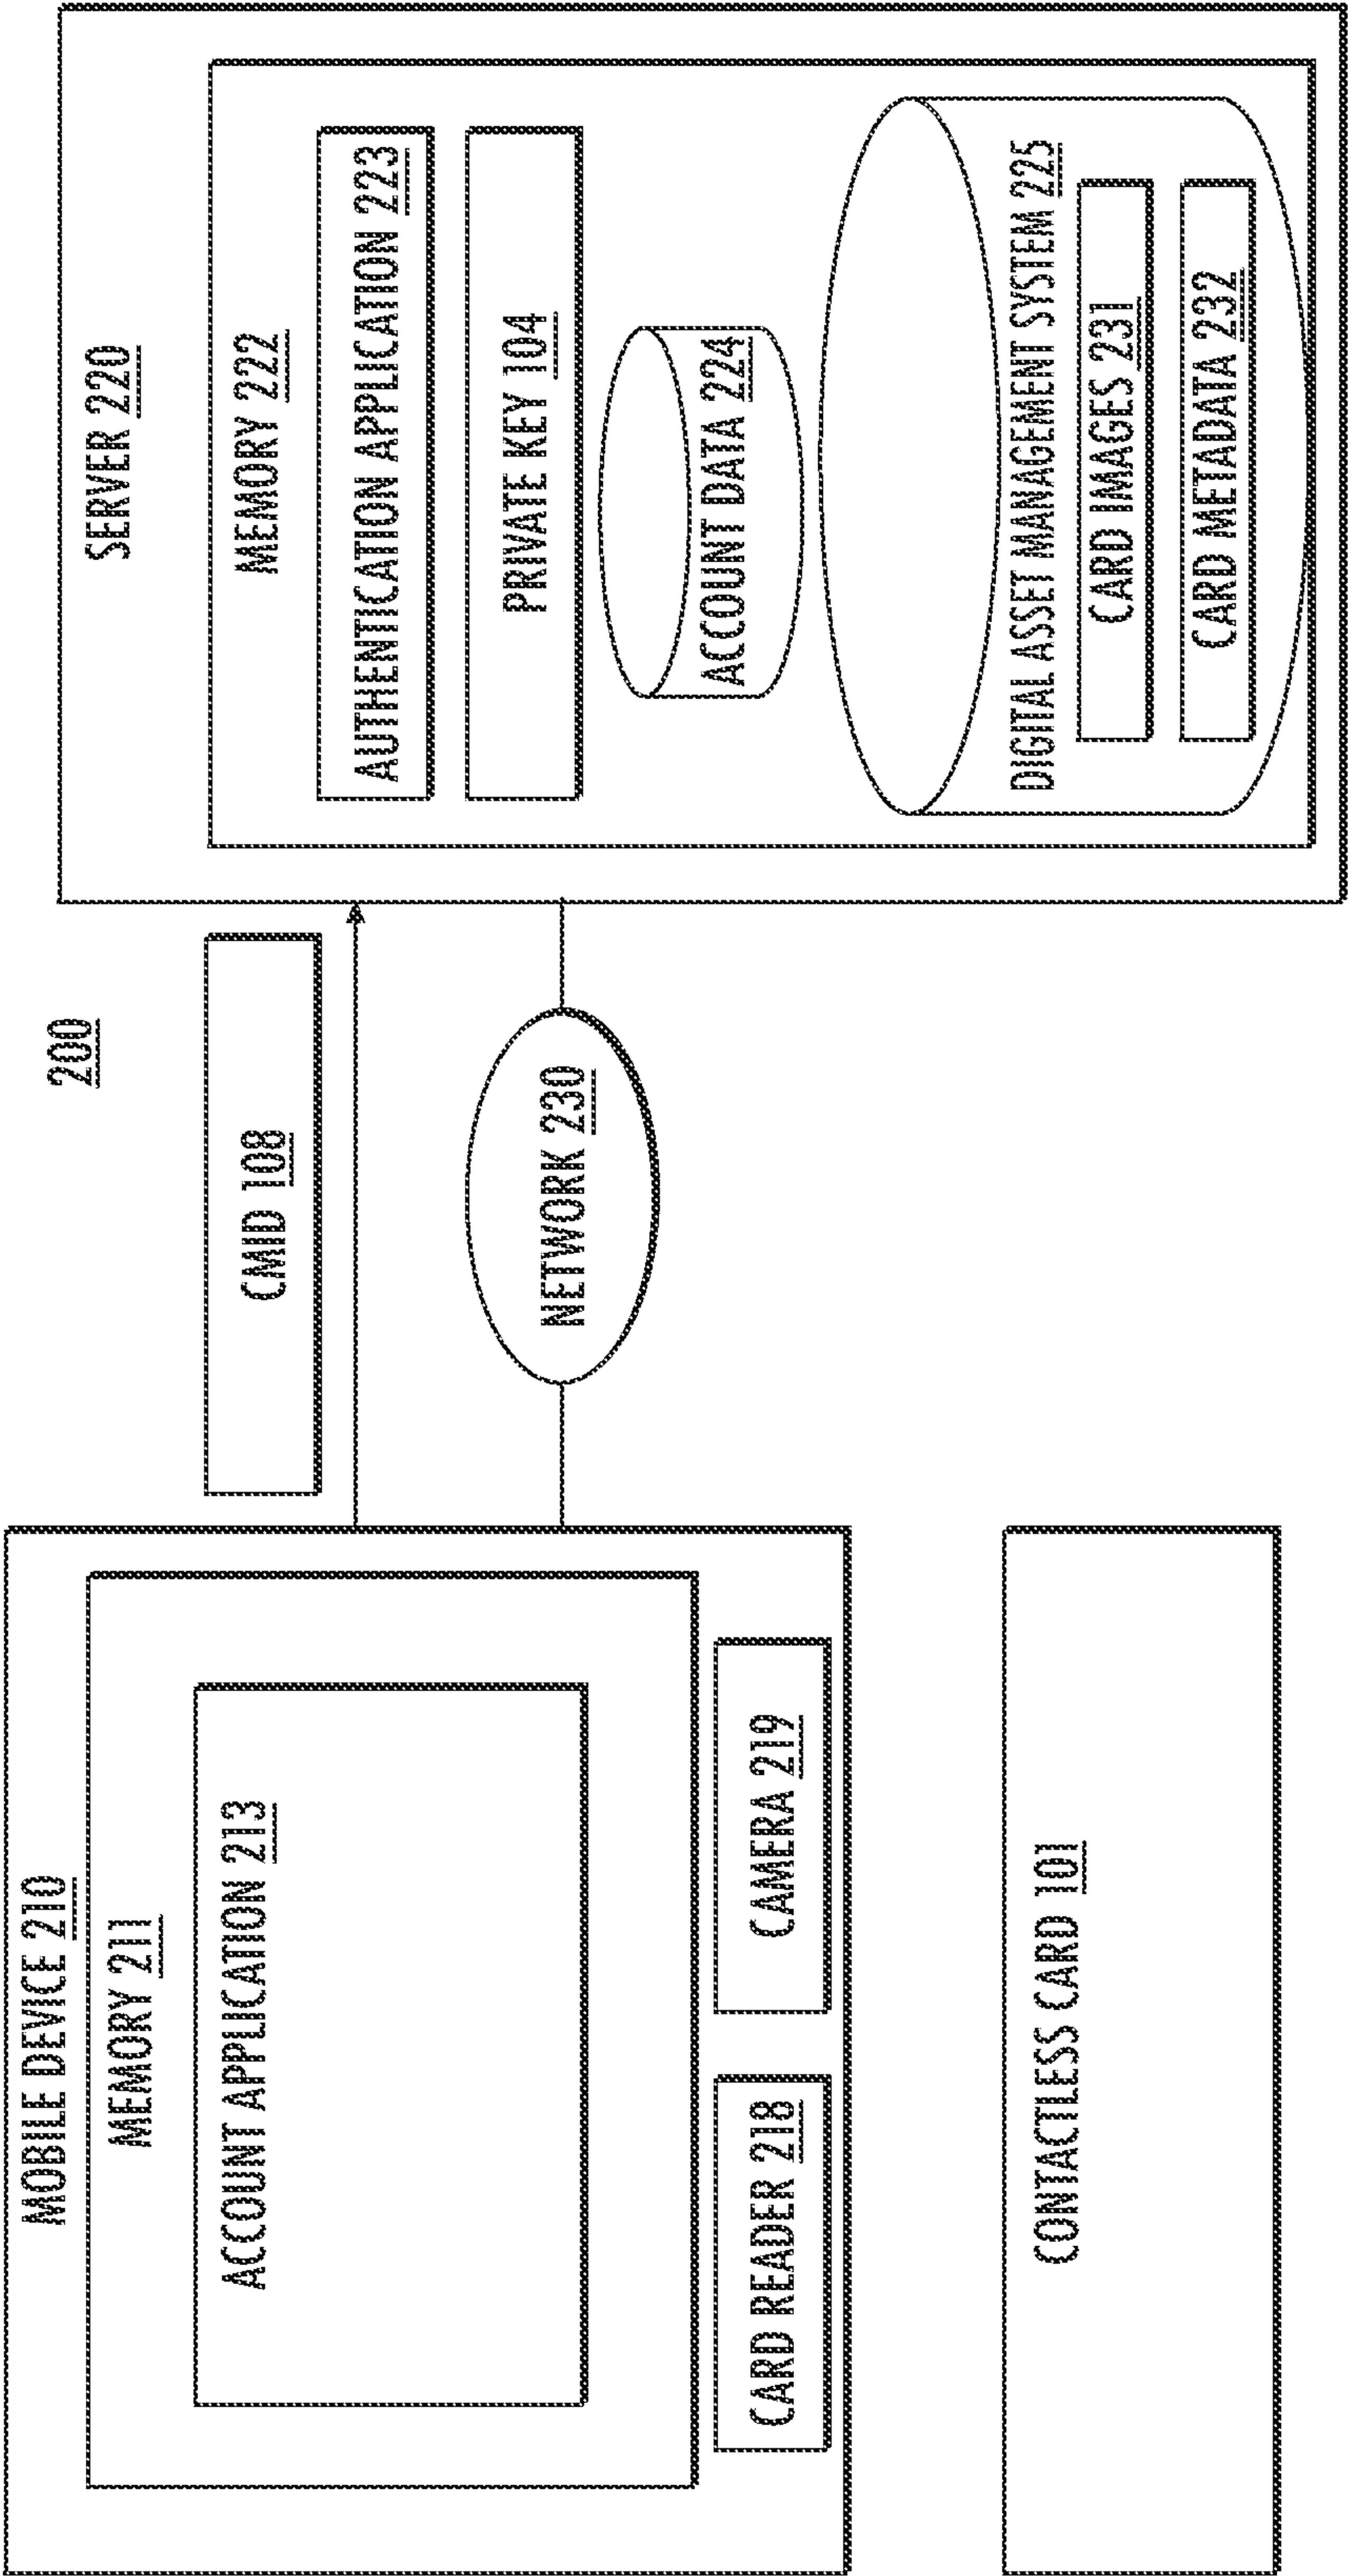 200
MOBILE DEVICE 210
MEMORY 211
ACCOUNT APPLICATION 213
CARD READER 218
CAMERA 219
CONTACTLESS CARD 101
CMID 108
NETWORK 230
SERVER 220
MEMORY 222
AUTHENTICATION APPLICATION 223
PRIVATE KEY 104
ACCOUNT DATA 224
DIGITAL ASSET MANAGEMENT SYSTEM 225
CARD IMAGES 231
CARD METADATA 232